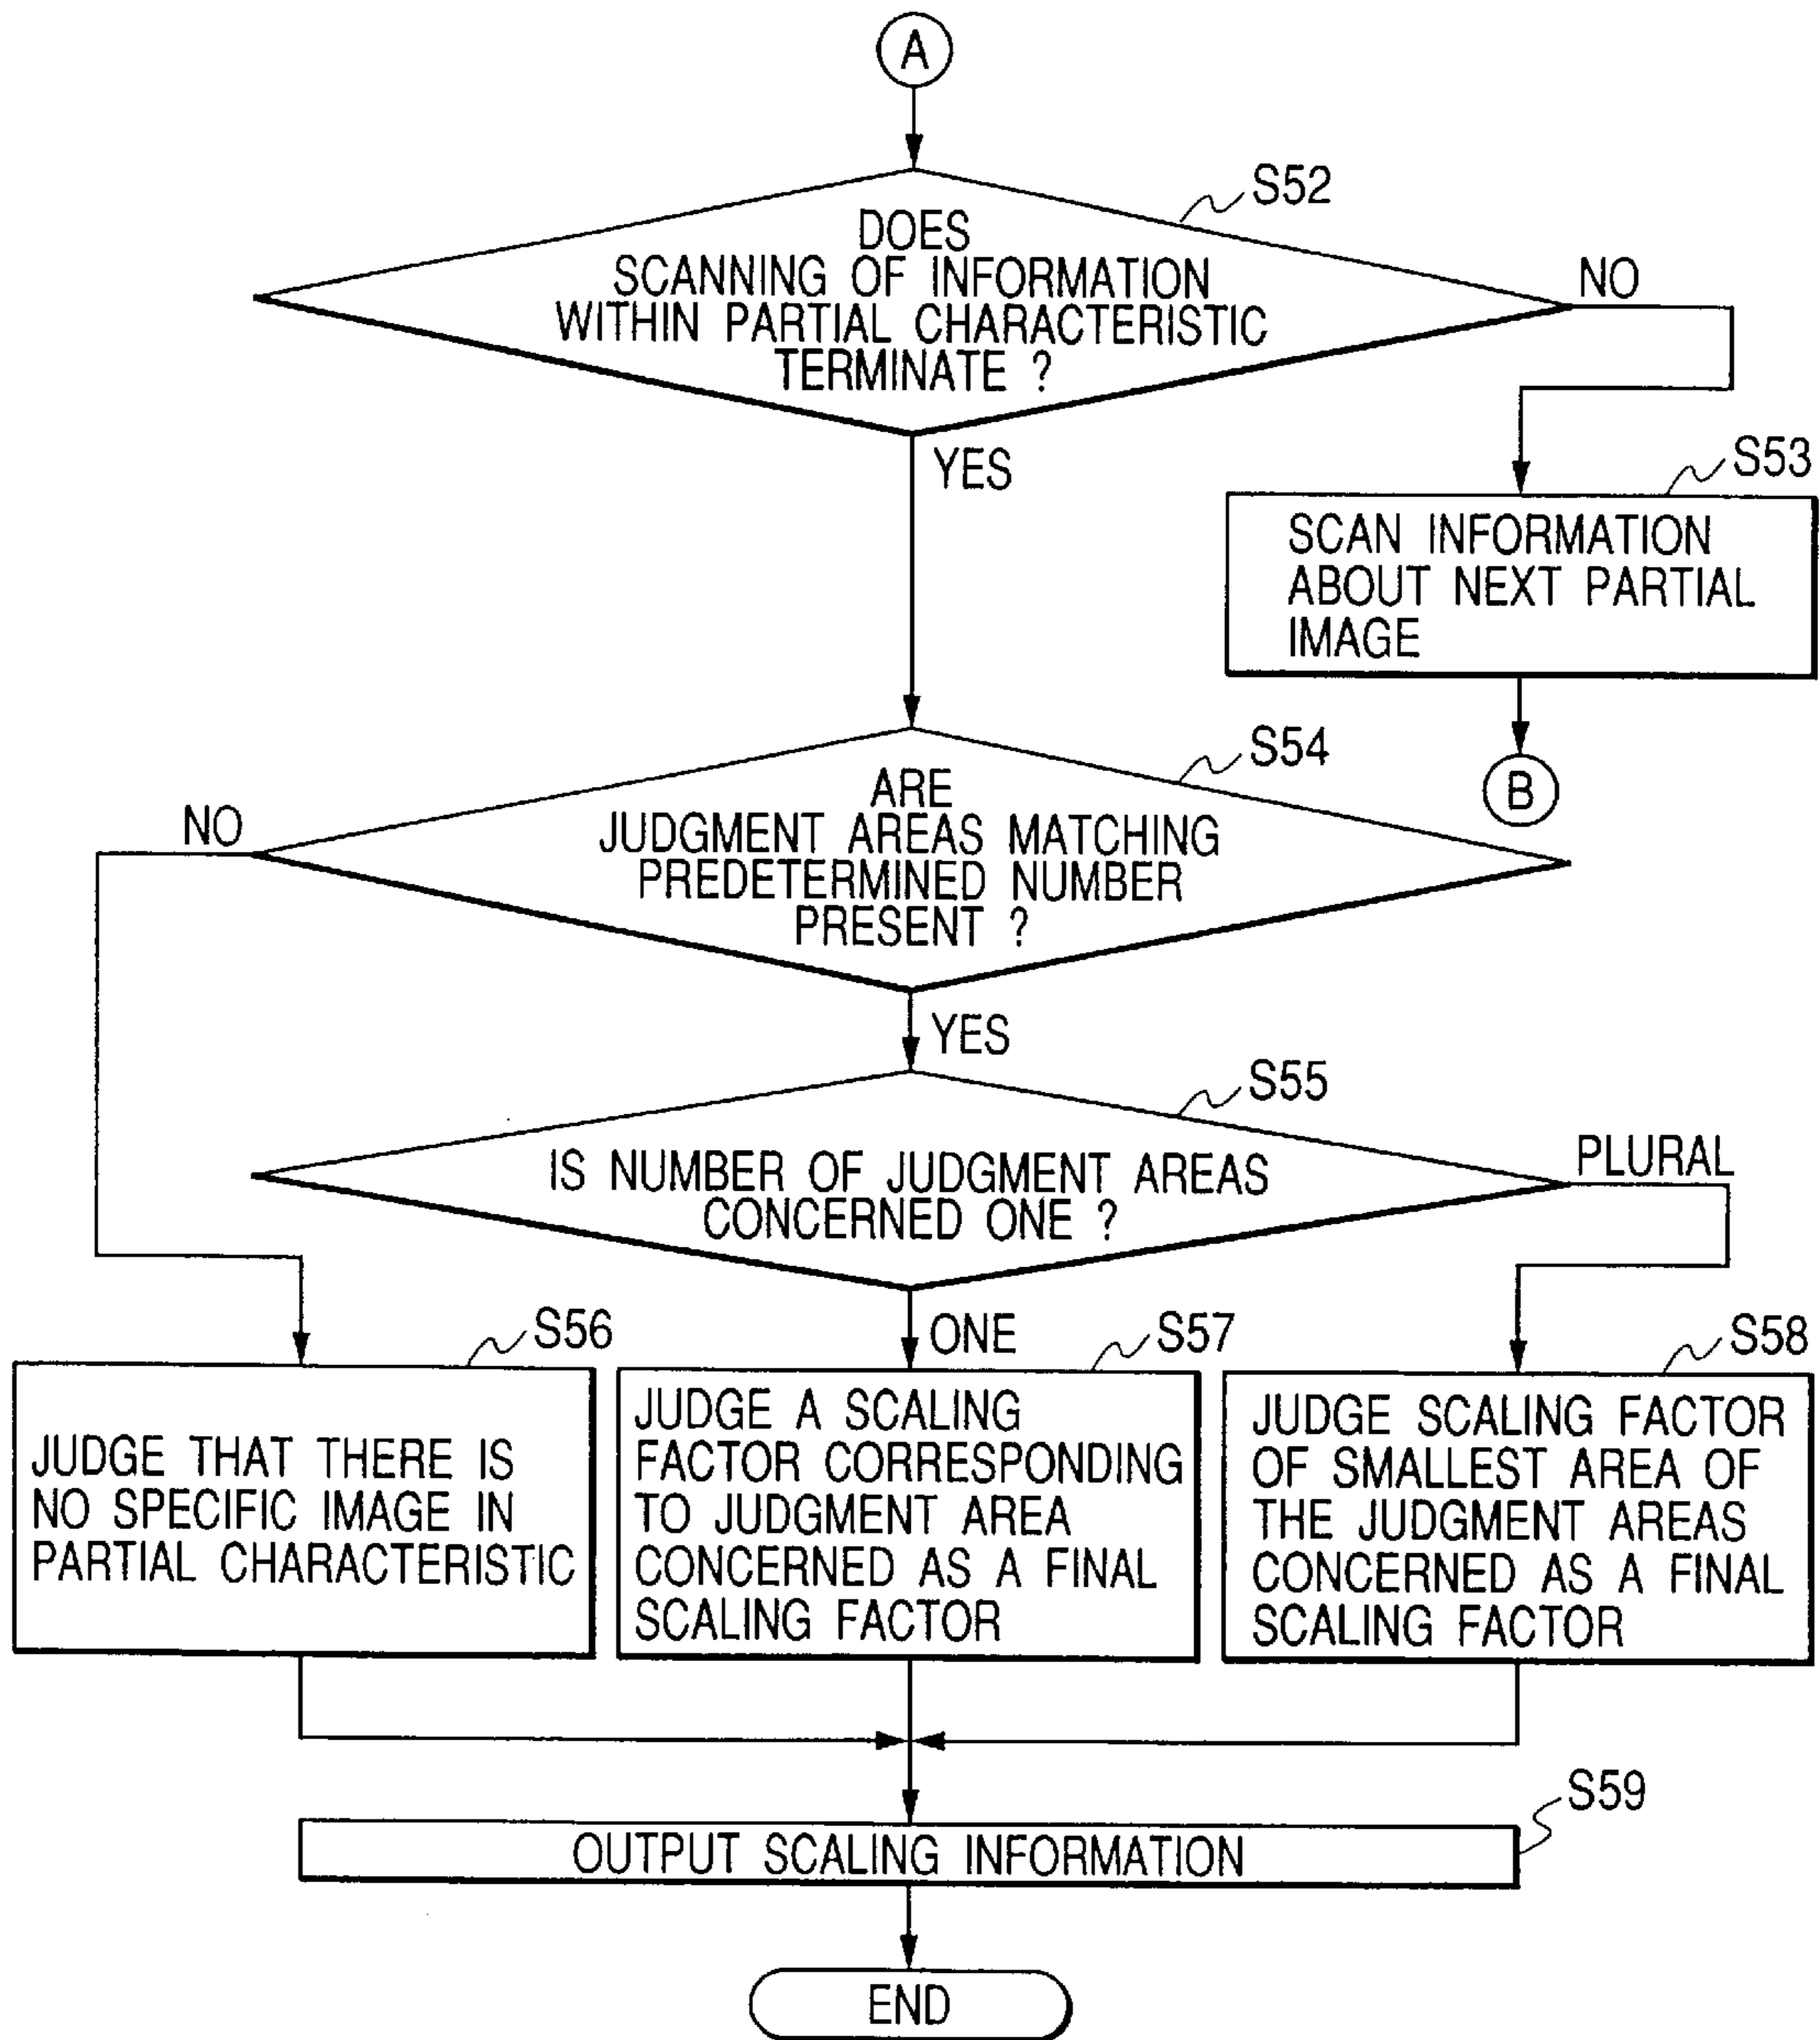 A
S52
DOES
SCANNING OF INFORMATION
WITHIN PARTIAL CHARACTERISTIC
TERMINATE ?
NO
YES
S53
SCAN INFORMATION
ABOUT NEXT PARTIAL
IMAGE
B
S54
ARE
JUDGMENT AREAS MATCHING
PREDETERMINED NUMBER
PRESENT ?
NO
YES
S55
IS NUMBER OF JUDGMENT AREAS
CONCERNED ONE ?
PLURAL
ONE
S56
JUDGE THAT THERE IS
NO SPECIFIC IMAGE IN
PARTIAL CHARACTERISTIC
S57
JUDGE A SCALING
FACTOR CORRESPONDING
TO JUDGMENT AREA
CONCERNED AS A FINAL
SCALING FACTOR
S58
JUDGE SCALING FACTOR
OF SMALLEST AREA OF
THE JUDGMENT AREAS
CONCERNED AS A FINAL
SCALING FACTOR
S59
OUTPUT SCALING INFORMATION
END